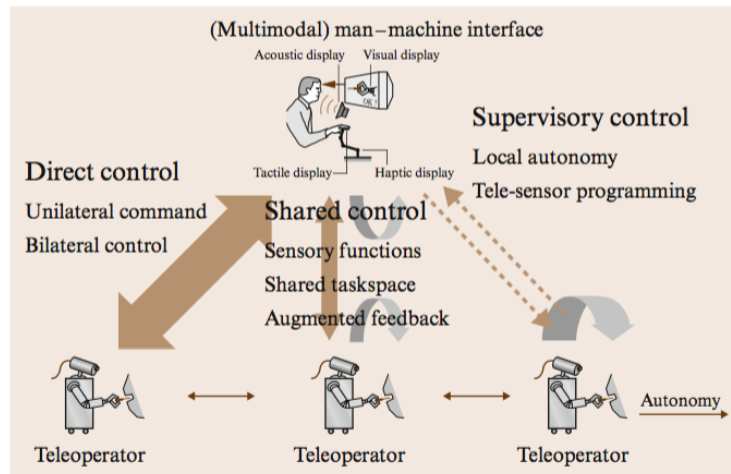 (Multimodal) man–machine interface
Acoustic display
Visual display
OK ?
Tactile display
Haptic display
Direct control
Unilateral command
Bilateral control
Shared control
Sensory functions
Shared taskspace
Augmented feedback
Supervisory control
Local autonomy
Tele-sensor programming
Autonomy
Teleoperator
Teleoperator
Teleoperator